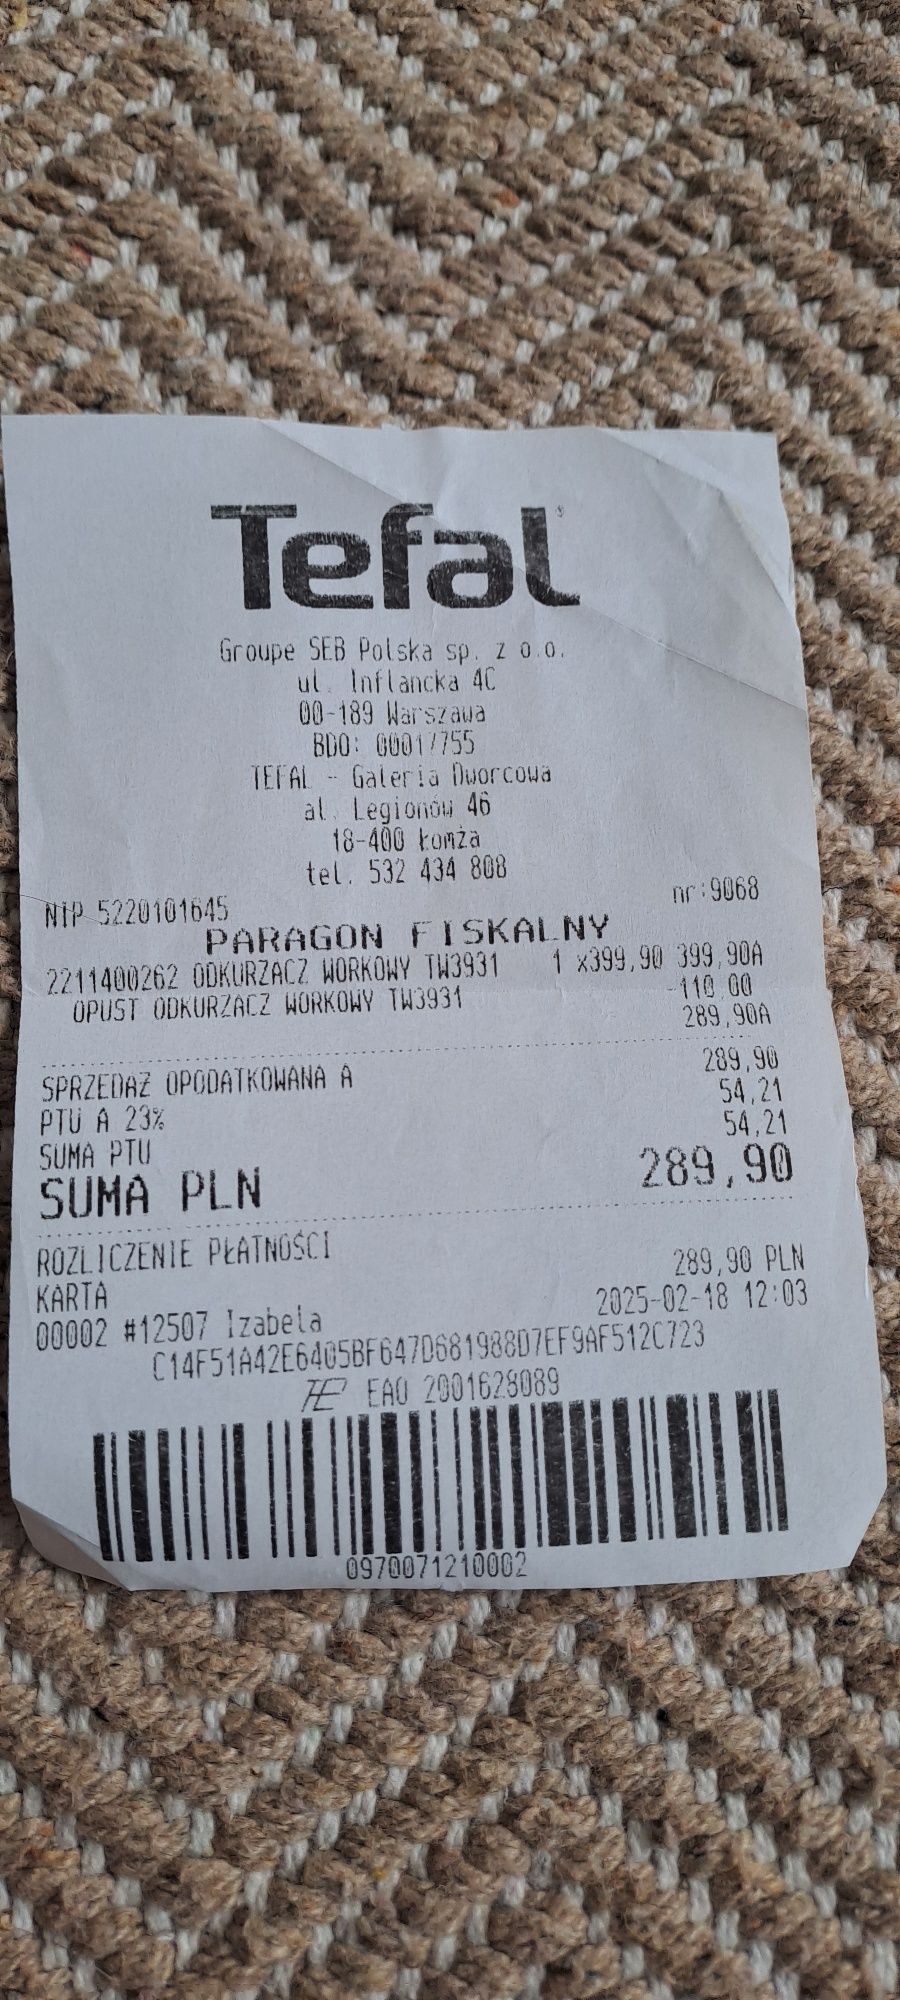 Tefal
Groupe SEB Polska sp. z o.o.
ul. Inflancka 4C
00-189 Warszawa
BDO: 00017755
TEFAL - Galeria Dworcowa
al. Legionów 46
18-400 Łomża
tel. 532 434 808
NIP 5220101645 nr:9068
PARAGON FISKALNY
2211400262 ODKURZACZ WORKOWY TW3931 1 x399,90 399,90A
OPUST ODKURZACZ WORKOWY TW3931 -110,00
289,90A
SPRZEDAŻ OPODATKOWANA A 289,90
PTU A 23% 54,21
SUMA PTU 54,21
SUMA PLN 289,90
ROZLICZENIE PŁATNOŚCI
KARTA 289,90 PLN
00002 #12507 Izabela 2025-02-18 12:03
C14F51A42E6405BF647D681988D7EF9AF512C723
EAO 2001628089
0970071210002